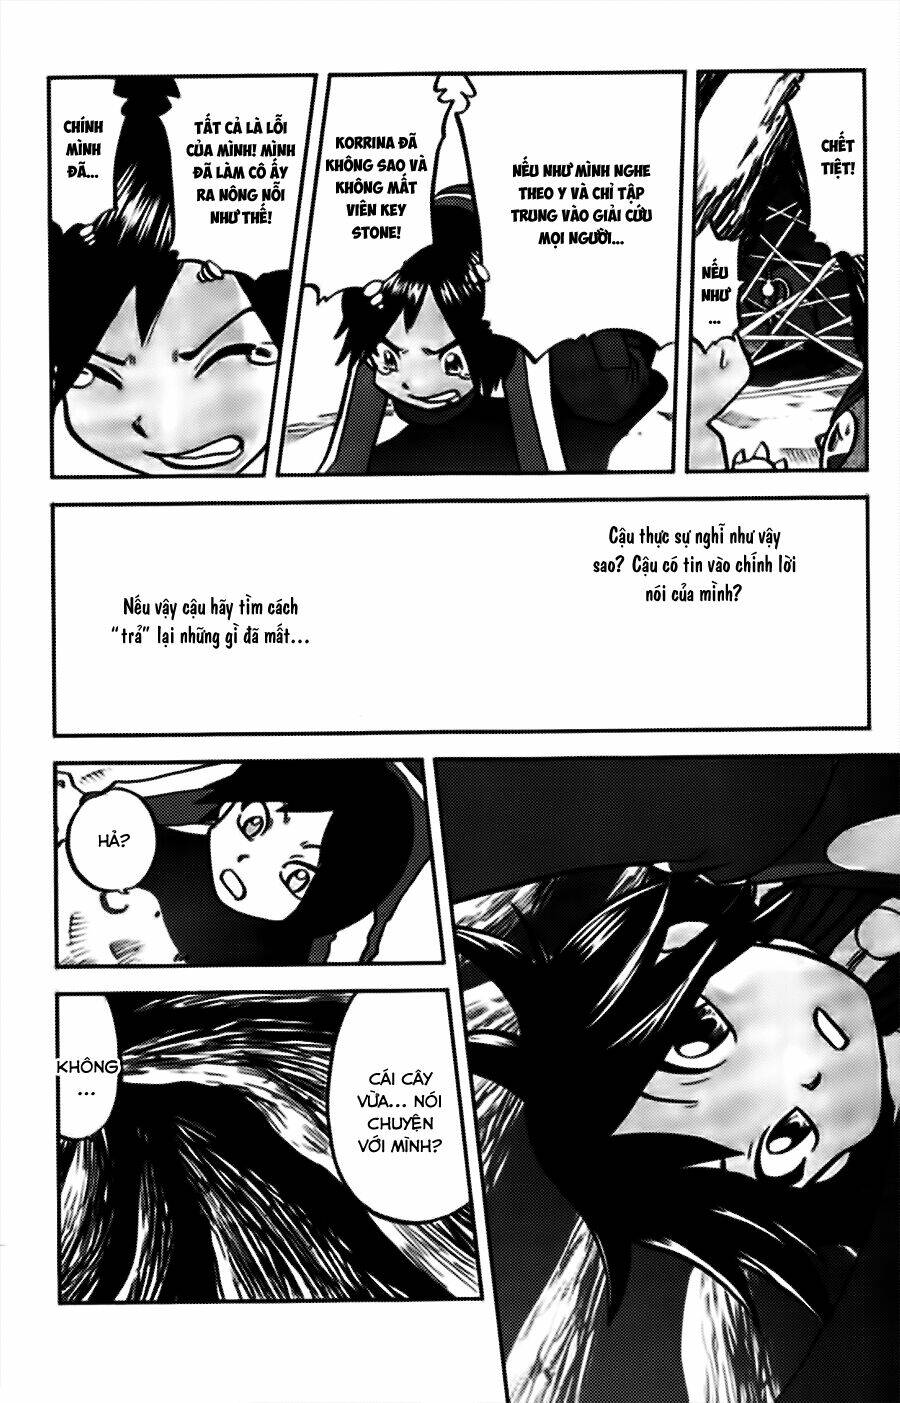 CHẾT
TIỆT!
NẾU
NHƯ
...
NẾU NHƯ MÌNH NGHE
THEO Y VÀ CHỈ TẬP
TRUNG VÀO GIẢI CỨU
MỌI NGƯỜI...
KORRINA ĐÃ
KHÔNG SAO VÀ
KHÔNG MẤT
VIÊN KEY
STONE!
TẤT CẢ LÀ LỖI
CỦA MÌNH! MÌNH
ĐÃ LÀM CÔ ẤY
RA NÔNG NỖI
NHƯ THẾ!
CHÍNH
MÌNH
ĐÃ...
Cậu thực sự nghĩ như vậy
sao? Cậu có tin vào chính lời
nói của mình?
Nếu vậy cậu hãy tìm cách
“trả” lại những gì đã mất...
HẢ?
CÁI CÂY
VỪA... NÓI
CHUYỆN
VỚI MÌNH?
KHÔNG
...